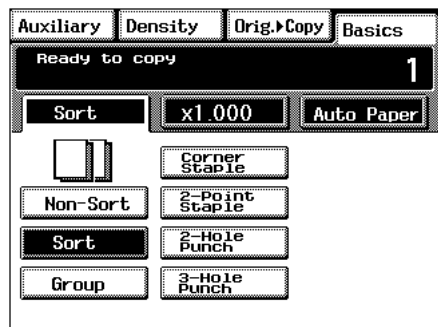 Auxiliary Density Orig.▸Copy Basics
Ready to copy
1
Sort x1.000 Auto Paper
Corner
Staple
Non-Sort
2-Point
Staple
Sort
2-Hole
Punch
Group
3-Hole
Punch